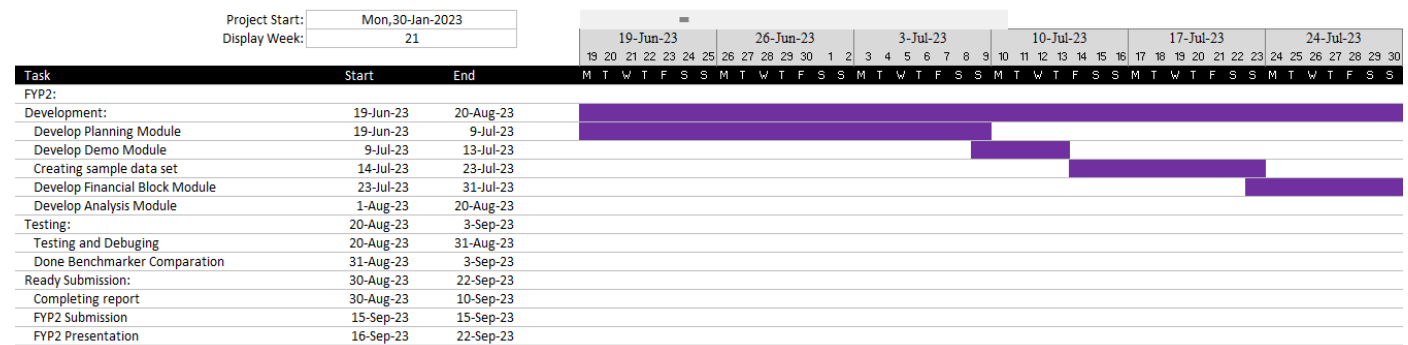 Project Start: Mon,30-Jan-2023
Display Week: 21 19-Jun-23 26-Jun-23 3-Jul-23 10-Jul-23 17-Jul-23 24-Jul-23
19 20 21 22 23 24 25 26 27 28 29 30 1 2 3 4 5 6 7 8 9 10 11 12 13 14 15 16 17 18 19 20 21 22 23 24 25 26 27 28 29 30
Task Start End M T W T F S S M T W T F S S M T W T F S S M T W T F S S M T W T F S S M T W T F S S
FYP2:
Development: 19-Jun-23 20-Aug-23
Develop Planning Module 19-Jun-23 9-Jul-23
Develop Demo Module 9-Jul-23 13-Jul-23
Creating sample data set 14-Jul-23 23-Jul-23
Develop Financial Block Module 23-Jul-23 31-Jul-23
Develop Analysis Module 1-Aug-23 20-Aug-23
Testing: 20-Aug-23 3-Sep-23
Testing and Debuging 20-Aug-23 31-Aug-23
Done Benchmarker Comparation 31-Aug-23 3-Sep-23
Ready Submission: 30-Aug-23 22-Sep-23
Completing report 30-Aug-23 10-Sep-23
FYP2 Submission 15-Sep-23 15-Sep-23
FYP2 Presentation 16-Sep-23 22-Sep-23